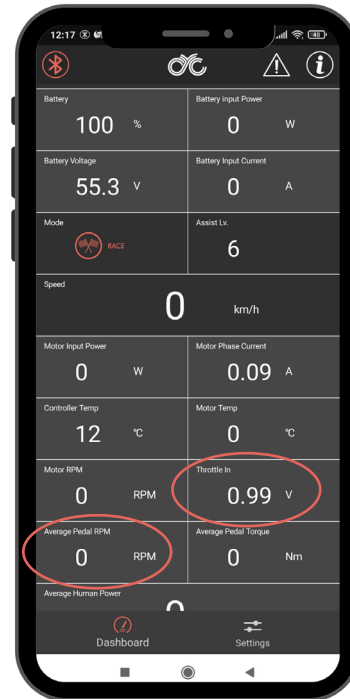 12:17
48
CYC
i
Battery
Battery input Power
100 %
0 W
Battery Voltage
Battery Input Current
55.3 V
0 A
Mode
Assist Lv.
RACE
6
Speed
0 km/h
Motor Input Power
Motor Phase Current
0 W
0.09 A
Controller Temp
Motor Temp
12 ℃
0 ℃
Motor RPM
Throttle In
0 RPM
0.99 V
Average Pedal RPM
Average Pedal Torque
0 RPM
0 Nm
Average Human Power
0
Dashboard
Settings